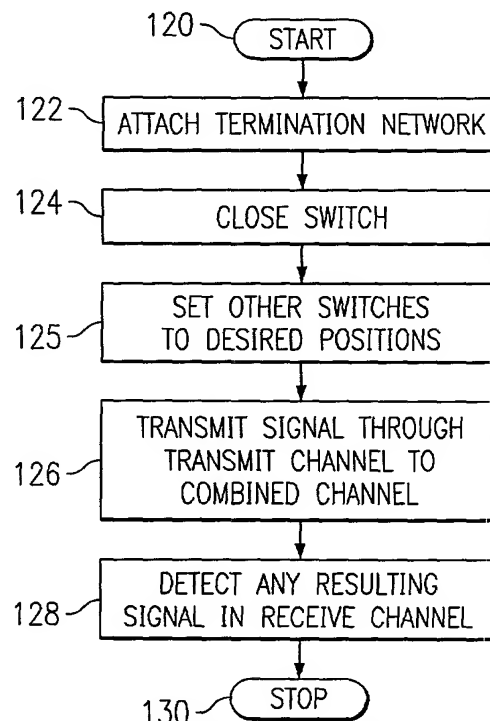 120
START
122
ATTACH TERMINATION NETWORK
124
CLOSE SWITCH
125
SET OTHER SWITCHES
TO DESIRED POSITIONS
126
TRANSMIT SIGNAL THROUGH
TRANSMIT CHANNEL TO
COMBINED CHANNEL
128
DETECT ANY RESULTING
SIGNAL IN RECEIVE CHANNEL
130
STOP